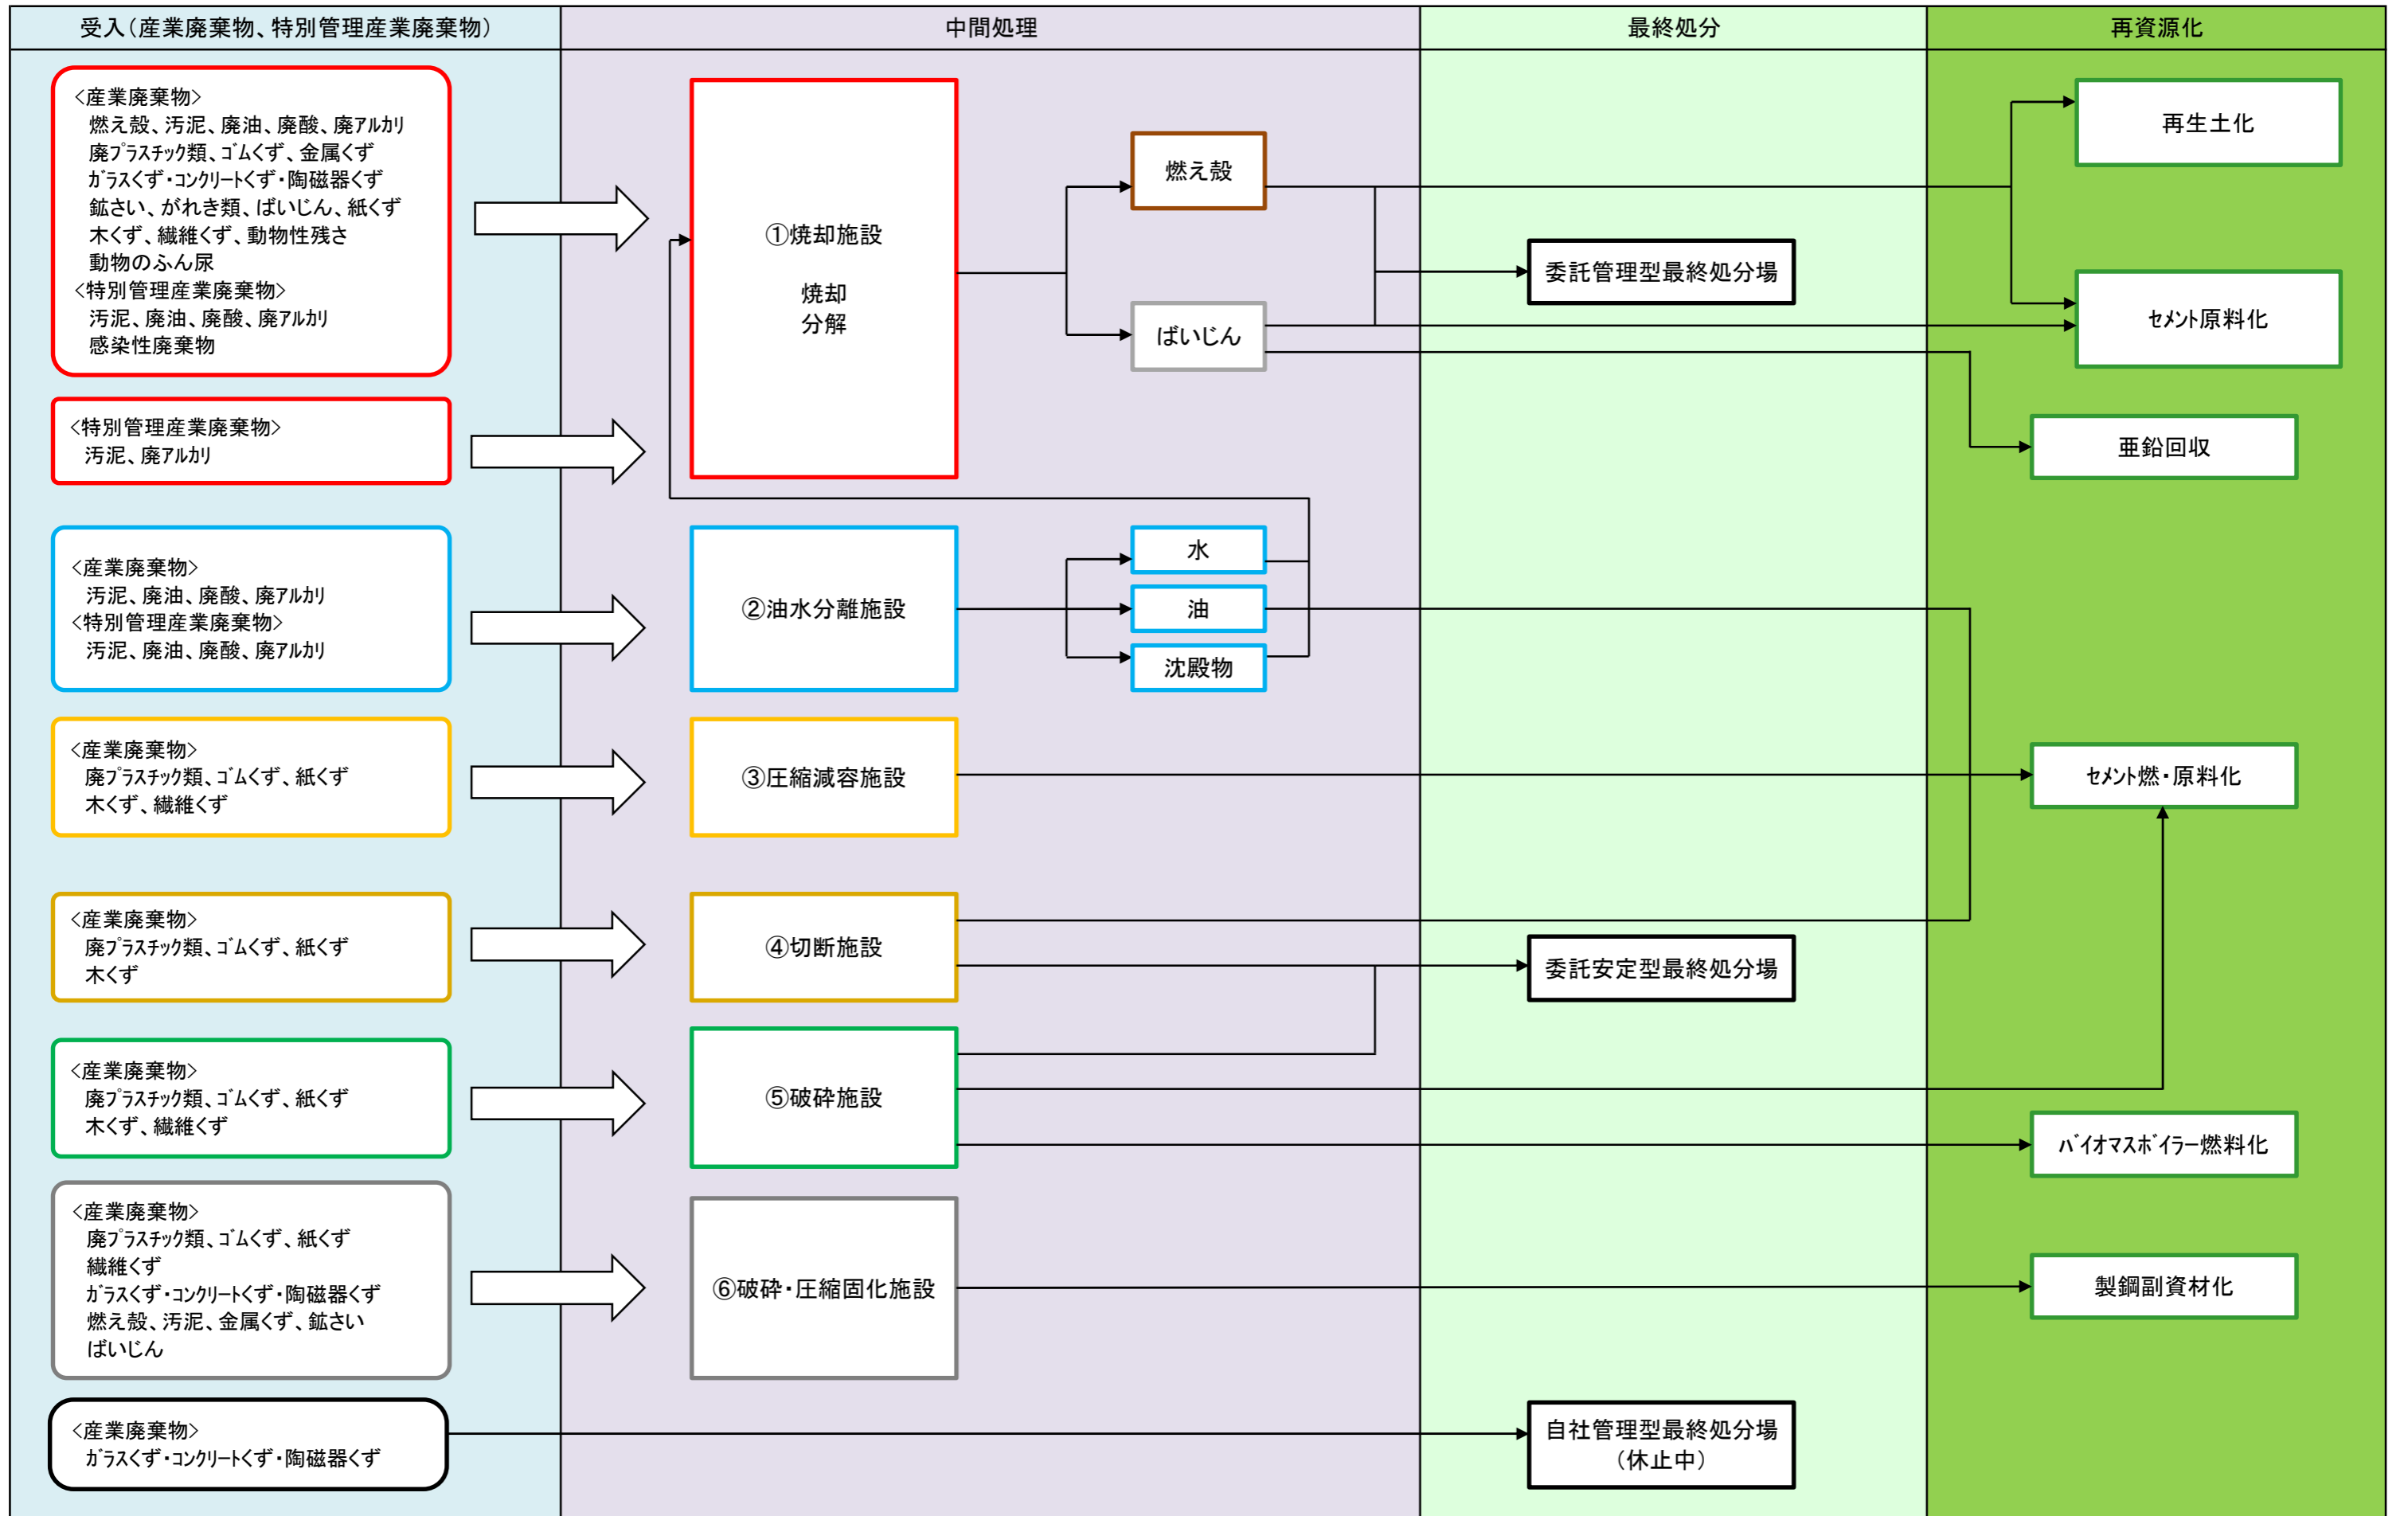 受入（産業廃棄物、特別管理産業廃棄物）
中間処理
最終処分
再資源化
<産業廃棄物>
燃え殻、汚泥、廃油、廃酸、廃ｱﾙｶﾘ
廃ﾌﾟﾗｽﾁｯｸ類、ｺﾞﾑくず、金属くず
ｶﾞﾗｽくず・ｺﾝｸﾘｰﾄくず・陶磁器くず
鉱さい、がれき類、ばいじん、紙くず
木くず、繊維くず、動物性残さ
動物のふん尿
<特別管理産業廃棄物>
汚泥、廃油、廃酸、廃ｱﾙｶﾘ
感染性廃棄物
①焼却施設
焼却
分解
燃え殻
ばいじん
委託管理型最終処分場
再生土化
ｾﾒﾝﾄ原料化
<特別管理産業廃棄物>
汚泥、廃ｱﾙｶﾘ
亜鉛回収
<産業廃棄物>
汚泥、廃油、廃酸、廃ｱﾙｶﾘ
<特別管理産業廃棄物>
汚泥、廃油、廃酸、廃ｱﾙｶﾘ
②油水分離施設
水
油
沈殿物
<産業廃棄物>
廃ﾌﾟﾗｽﾁｯｸ類、ｺﾞﾑくず、紙くず
木くず、繊維くず
③圧縮減容施設
ｾﾒﾝﾄ燃・原料化
<産業廃棄物>
廃ﾌﾟﾗｽﾁｯｸ類、ｺﾞﾑくず、紙くず
木くず
④切断施設
委託安定型最終処分場
<産業廃棄物>
廃ﾌﾟﾗｽﾁｯｸ類、ｺﾞﾑくず、紙くず
木くず、繊維くず
⑤破砕施設
ﾊﾞｲｵﾏｽﾎﾞｲﾗｰ燃料化
<産業廃棄物>
廃ﾌﾟﾗｽﾁｯｸ類、ｺﾞﾑくず、紙くず
繊維くず
ｶﾞﾗｽくず・ｺﾝｸﾘｰﾄくず・陶磁器くず
燃え殻、汚泥、金属くず、鉱さい
ばいじん
⑥破砕・圧縮固化施設
製鋼副資材化
<産業廃棄物>
ｶﾞﾗｽくず・ｺﾝｸﾘｰﾄくず・陶磁器くず
自社管理型最終処分場
（休止中）